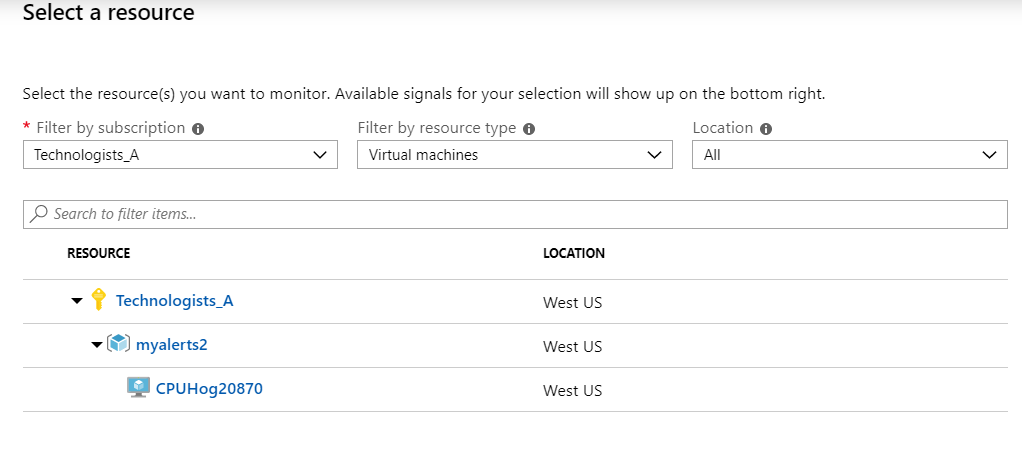 Select a resource
Select the resource(s) you want to monitor. Available signals for your selection will show up on the bottom right.
* Filter by subscription
Filter by resource type
Location
Technologists_A
Virtual machines
All
Search to filter items...
RESOURCE LOCATION
Technologists_A West US
myalerts2 West US
CPUHog20870 West US